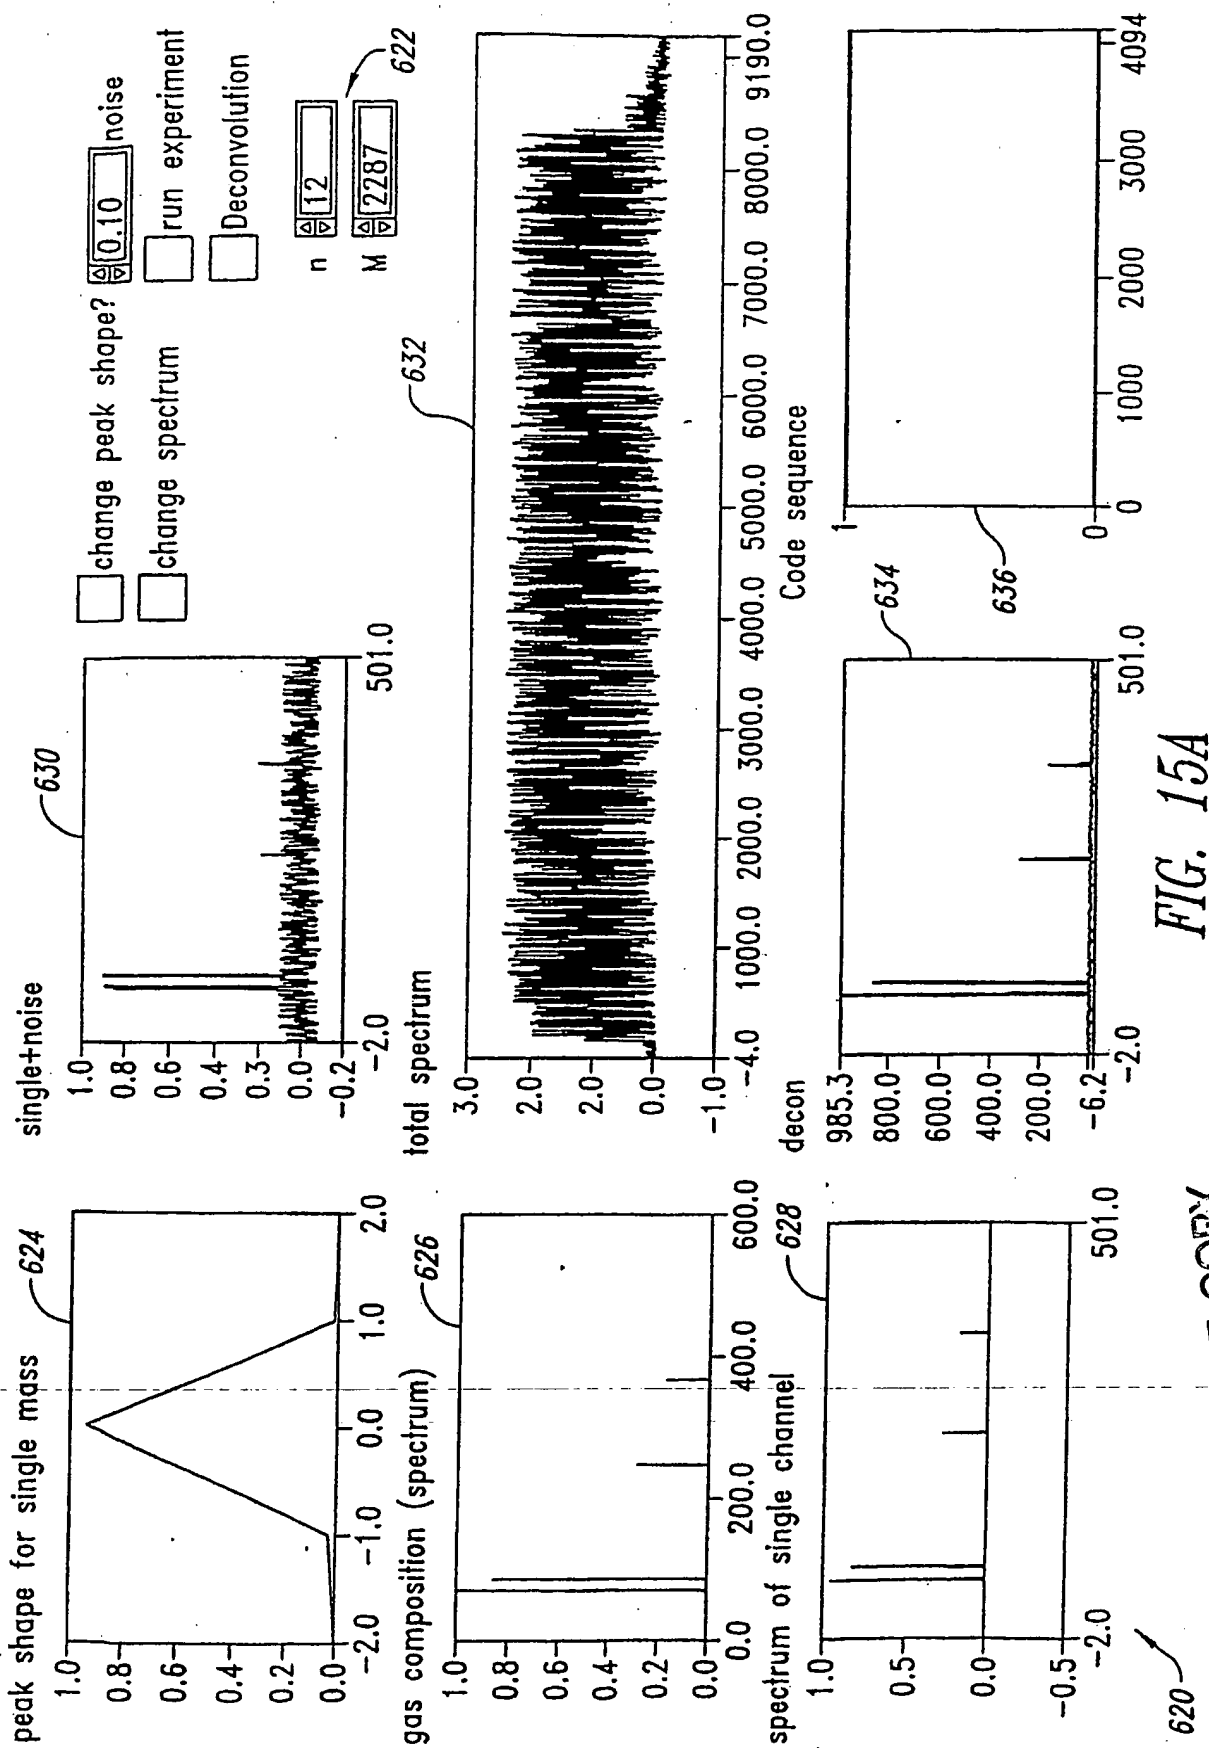 peak shape for single mass
624
1.0
0.8
0.6
0.4
0.2
0.0
-2.0 -1.0 0.0 1.0 2.0
single+noise
630
1.0
0.8
0.6
0.3
0.0
-0.2
-2.0 501.0
change peak shape?
change spectrum
0.10 noise
run experiment
Deconvolution
n 12
M 2287
622
gas composition (spectrum)
626
1.0
0.8
0.6
0.4
0.2
0.0
0.0 200.0 400.0 600.0
total spectrum
632
3.0
2.0
2.0
0.0
-1.0
-4.0 1000.0 2000.0 3000.0 4000.0 5000.0 6000.0 7000.0 8000.0 9190.0
spectrum of single channel
628
1.0
0.5
0.0
-0.5
-2.0 501.0
decon
634
985.3
800.0
600.0
400.0
200.0
-6.2
-2.0 501.0
Code sequence
636
1
0
0 1000 2000 3000 4094
620
FIG. 15A